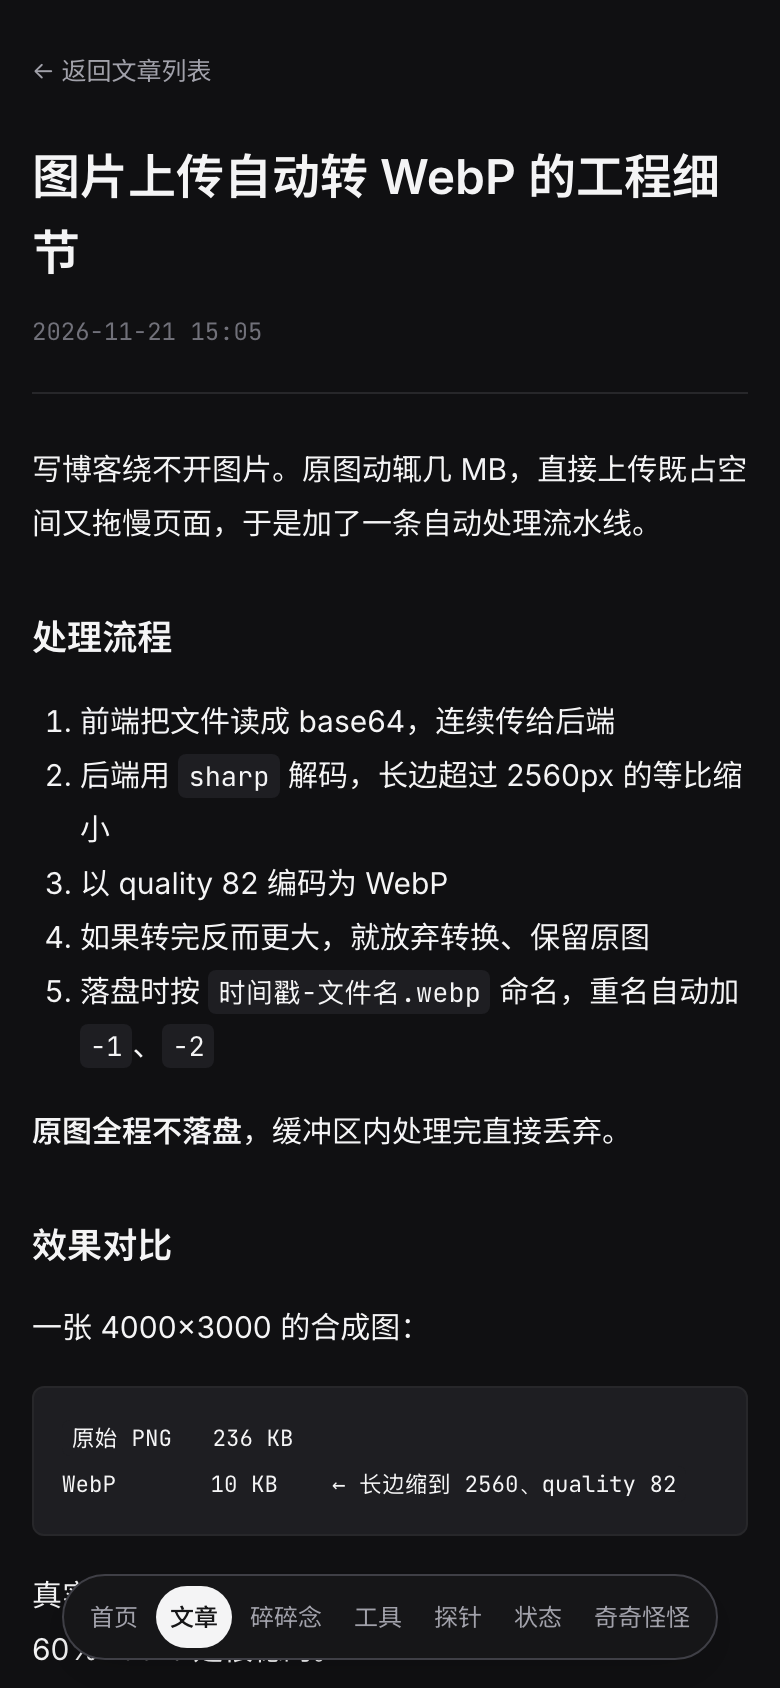 ← 返回文章列表
图片上传自动转 WebP 的工程细
节
2026-11-21 15:05
写博客绕不开图片。原图动辄几 MB，直接上传既占空
间又拖慢页面，于是加了一条自动处理流水线。
处理流程
1. 前端把文件读成 base64，连续传给后端
2. 后端用 sharp 解码，长边超过 2560px 的等比缩
小
3. 以 quality 82 编码为 WebP
4. 如果转完反而更大，就放弃转换、保留原图
5. 落盘时按 时间戳-文件名.webp 命名，重名自动加
-1、-2
原图全程不落盘，缓冲区内处理完直接丢弃。
效果对比
一张 4000×3000 的合成图：
原始 PNG 236 KB
WebP 10 KB ← 长边缩到 2560、quality 82
真
60%
首页 文章 碎碎念 工具 探针 状态 奇奇怪怪